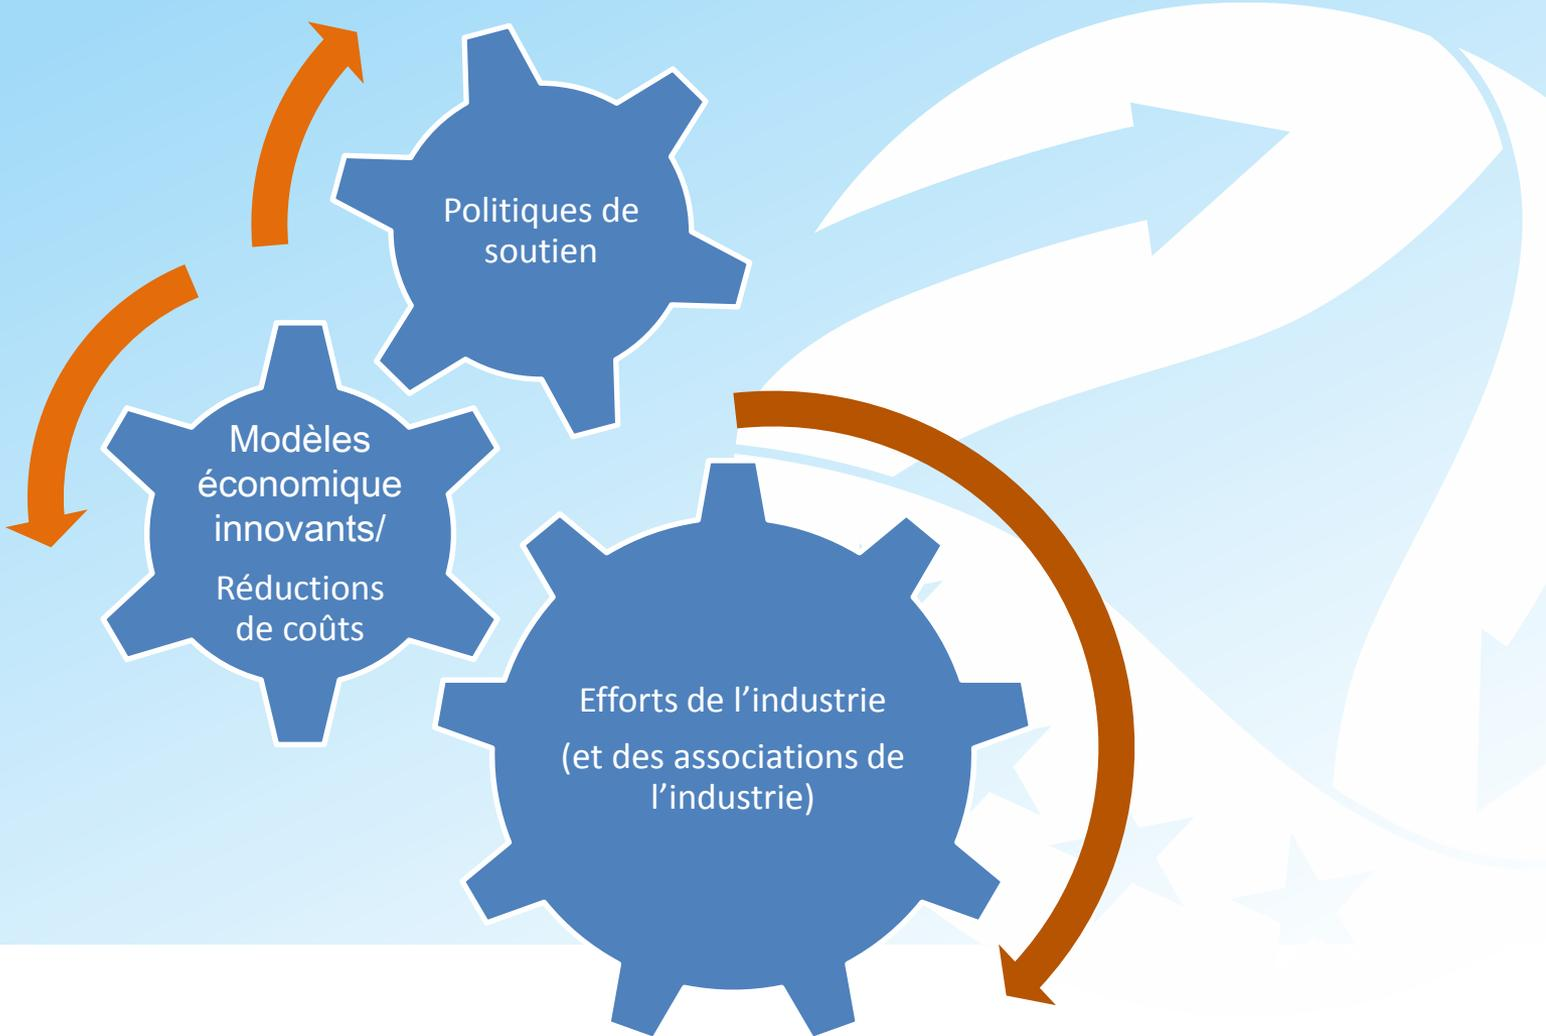 Politiques de
soutien
Modèles
économique
innovants/
Réductions
de coûts
Efforts de l’industrie
(et des associations de
l’industrie)